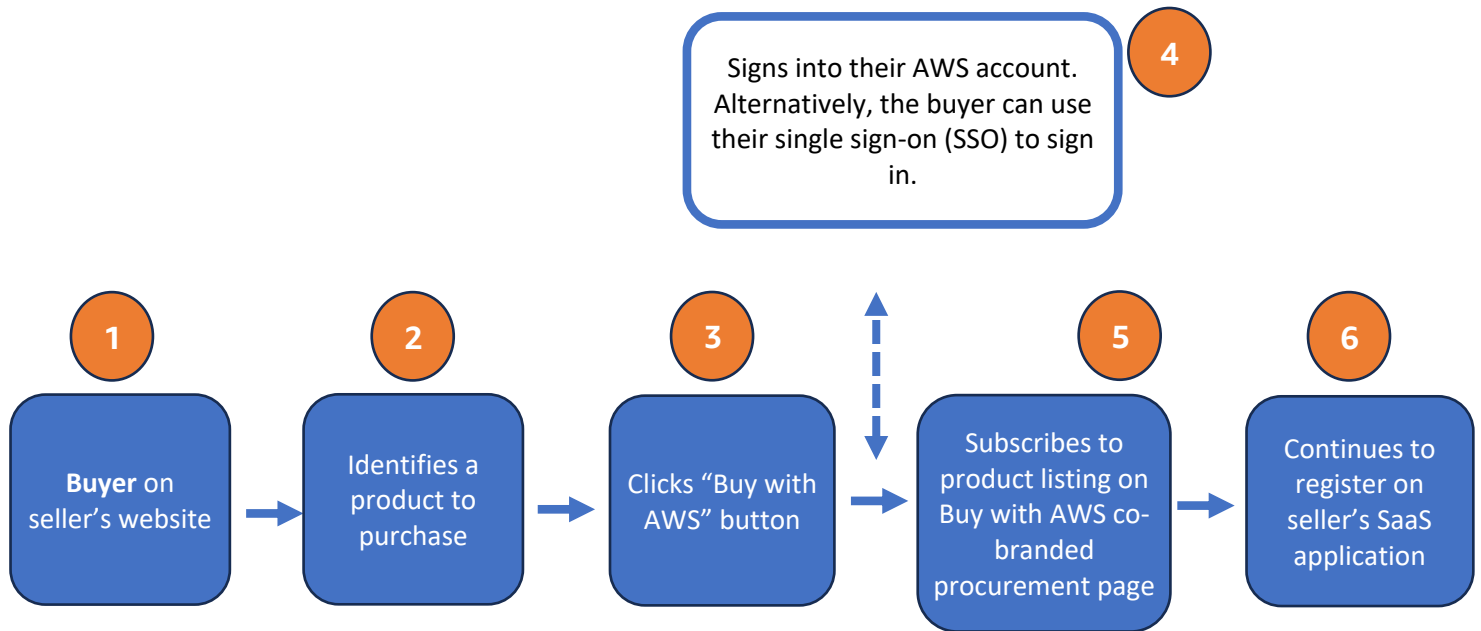 1
Buyer on
seller’s website
2
Identifies a
product to
purchase
3
Clicks “Buy with
AWS” button
4
Signs into their AWS account.
Alternatively, the buyer can use
their single sign-on (SSO) to sign
in.
5
Subscribes to
product listing on
Buy with AWS co-
branded
procurement page
6
Continues to
register on
seller’s SaaS
application